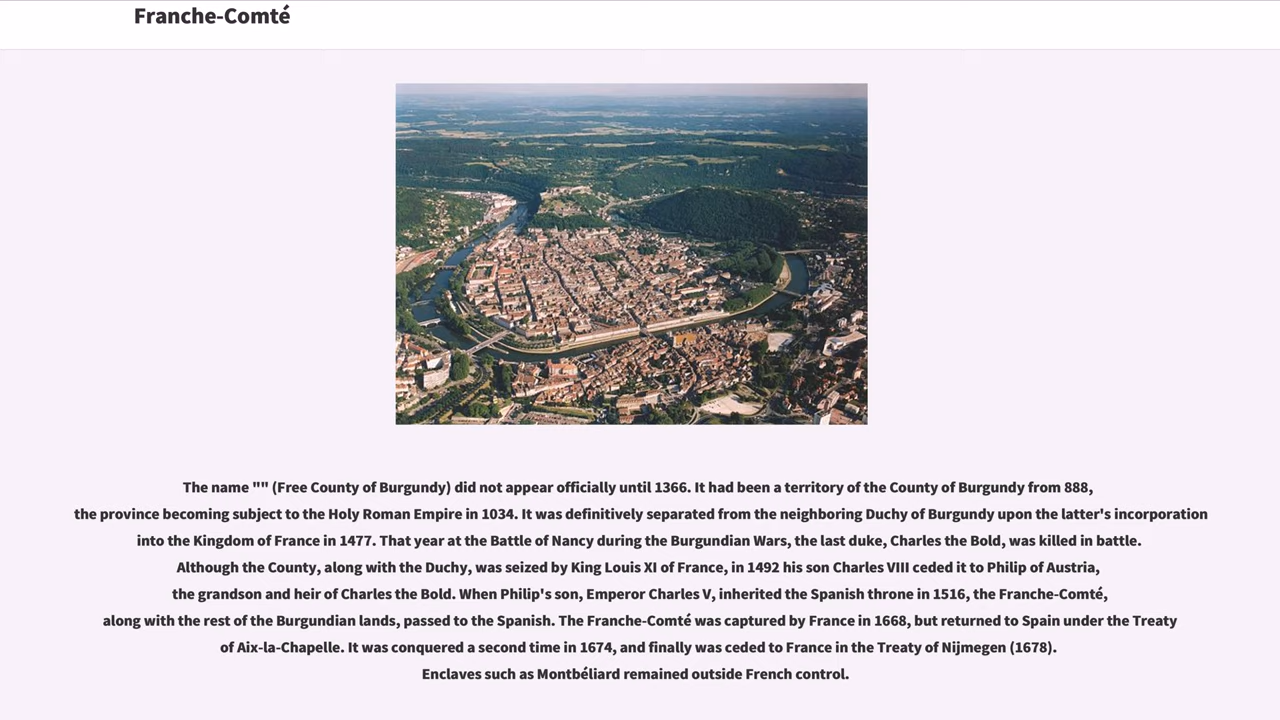 Franche-Comté
The name "" (Free County of Burgundy) did not appear officially until 1366. It had been a territory of the County of Burgundy from 888,
the province becoming subject to the Holy Roman Empire in 1034. It was definitively separated from the neighboring Duchy of Burgundy upon the latter's incorporation
into the Kingdom of France in 1477. That year at the Battle of Nancy during the Burgundian Wars, the last duke, Charles the Bold, was killed in battle.
Although the County, along with the Duchy, was seized by King Louis XI of France, in 1492 his son Charles VIII ceded it to Philip of Austria,
the grandson and heir of Charles the Bold. When Philip's son, Emperor Charles V, inherited the Spanish throne in 1516, the Franche-Comté,
along with the rest of the Burgundian lands, passed to the Spanish. The Franche-Comté was captured by France in 1668, but returned to Spain under the Treaty
of Aix-la-Chapelle. It was conquered a second time in 1674, and finally was ceded to France in the Treaty of Nijmegen (1678).
Enclaves such as Montbéliard remained outside French control.